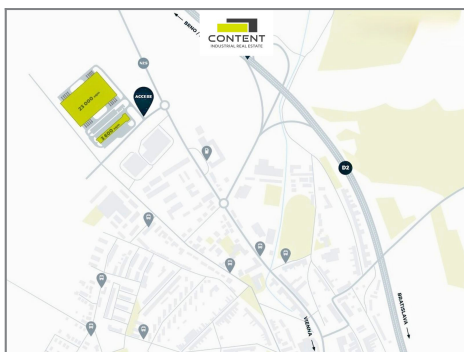 CONTENT
INDUSTRIAL REAL ESTATE
BRNO /
ACCESS
D2
VIENNA
BRATISLAVA